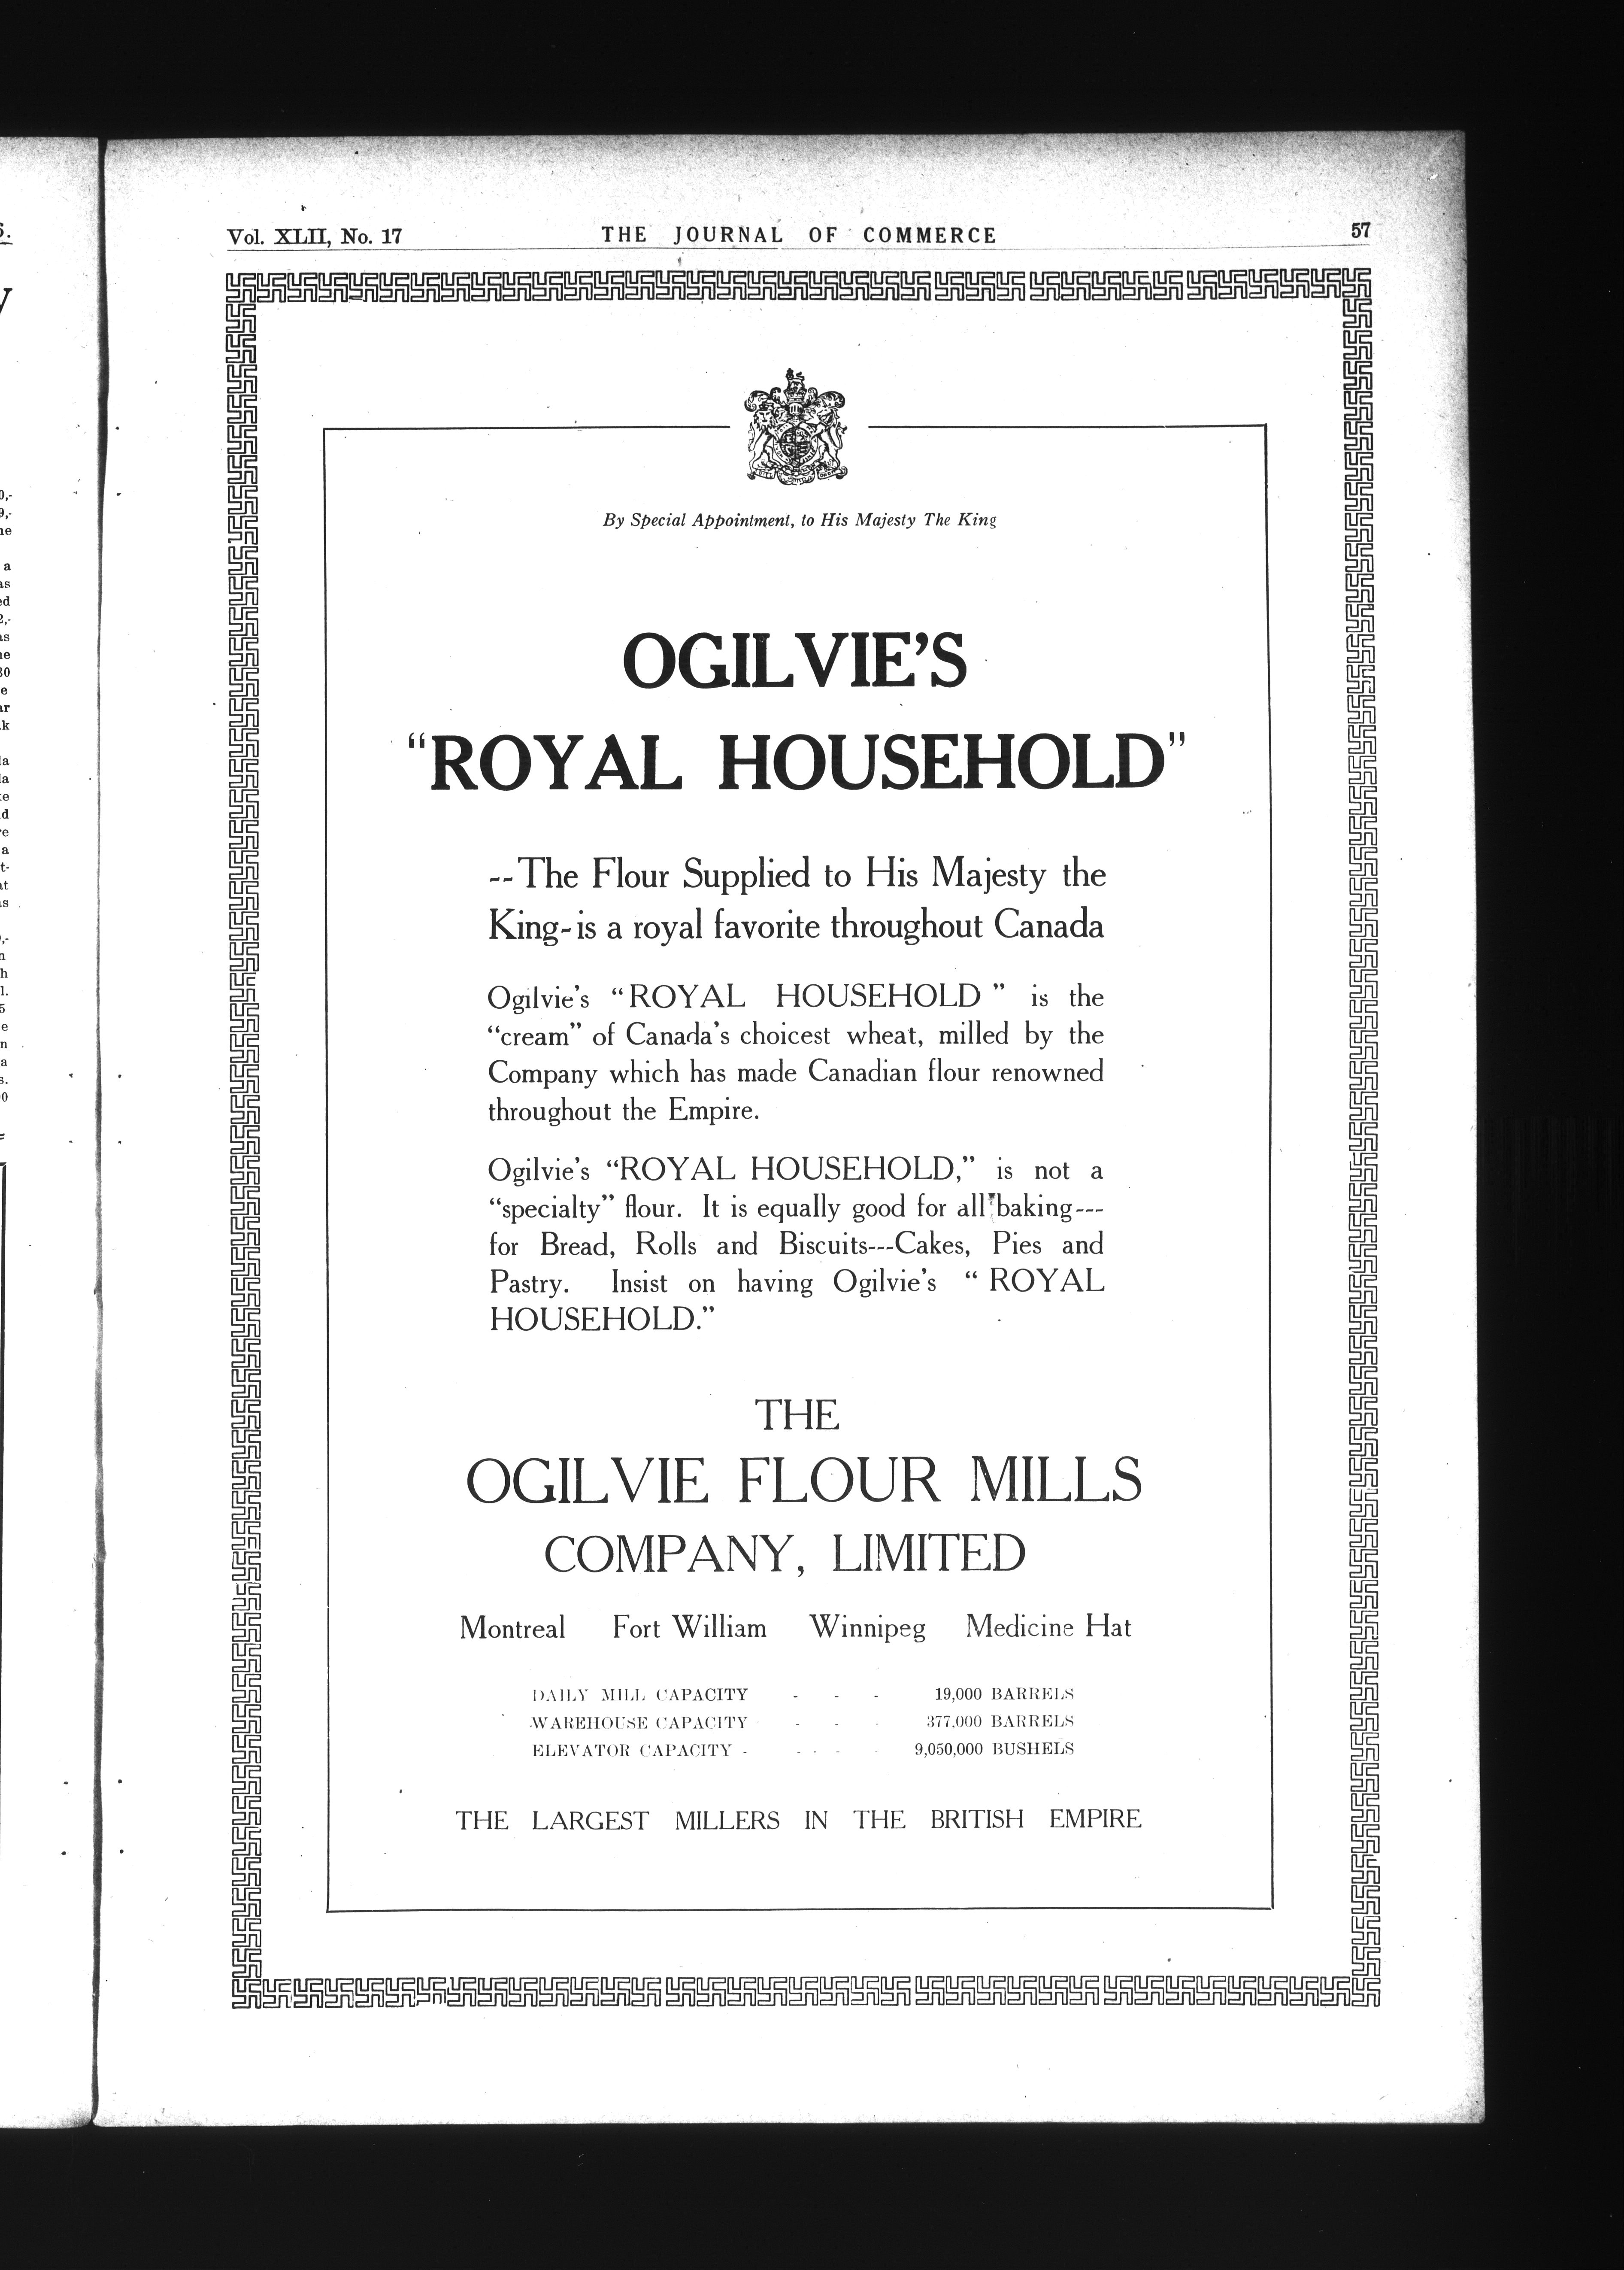 Vol. XLII, No. 17 THE JOURNAL OF COMMERCE 57
By Special Appointment, to His Majesty The King
OGILVIE'S
"ROYAL HOUSEHOLD"
--The Flour Supplied to His Majesty the
King-is a royal favorite throughout Canada
Ogilvie's "ROYAL HOUSEHOLD" is the
"cream" of Canada's choicest wheat, milled by the
Company which has made Canadian flour renowned
throughout the Empire.
Ogilvie's "ROYAL HOUSEHOLD," is not a
"specialty" flour. It is equally good for all baking---
for Bread, Rolls and Biscuits---Cakes, Pies and
Pastry. Insist on having Ogilvie's "ROYAL
HOUSEHOLD."
THE
OGILVIE FLOUR MILLS
COMPANY, LIMITED
Montreal Fort William Winnipeg Medicine Hat
DAILY MILL CAPACITY - - - 19,000 BARRELS
WAREHOUSE CAPACITY - - - 377,000 BARRELS
ELEVATOR CAPACITY - - - - - 9,050,000 BUSHELS
THE LARGEST MILLERS IN THE BRITISH EMPIRE